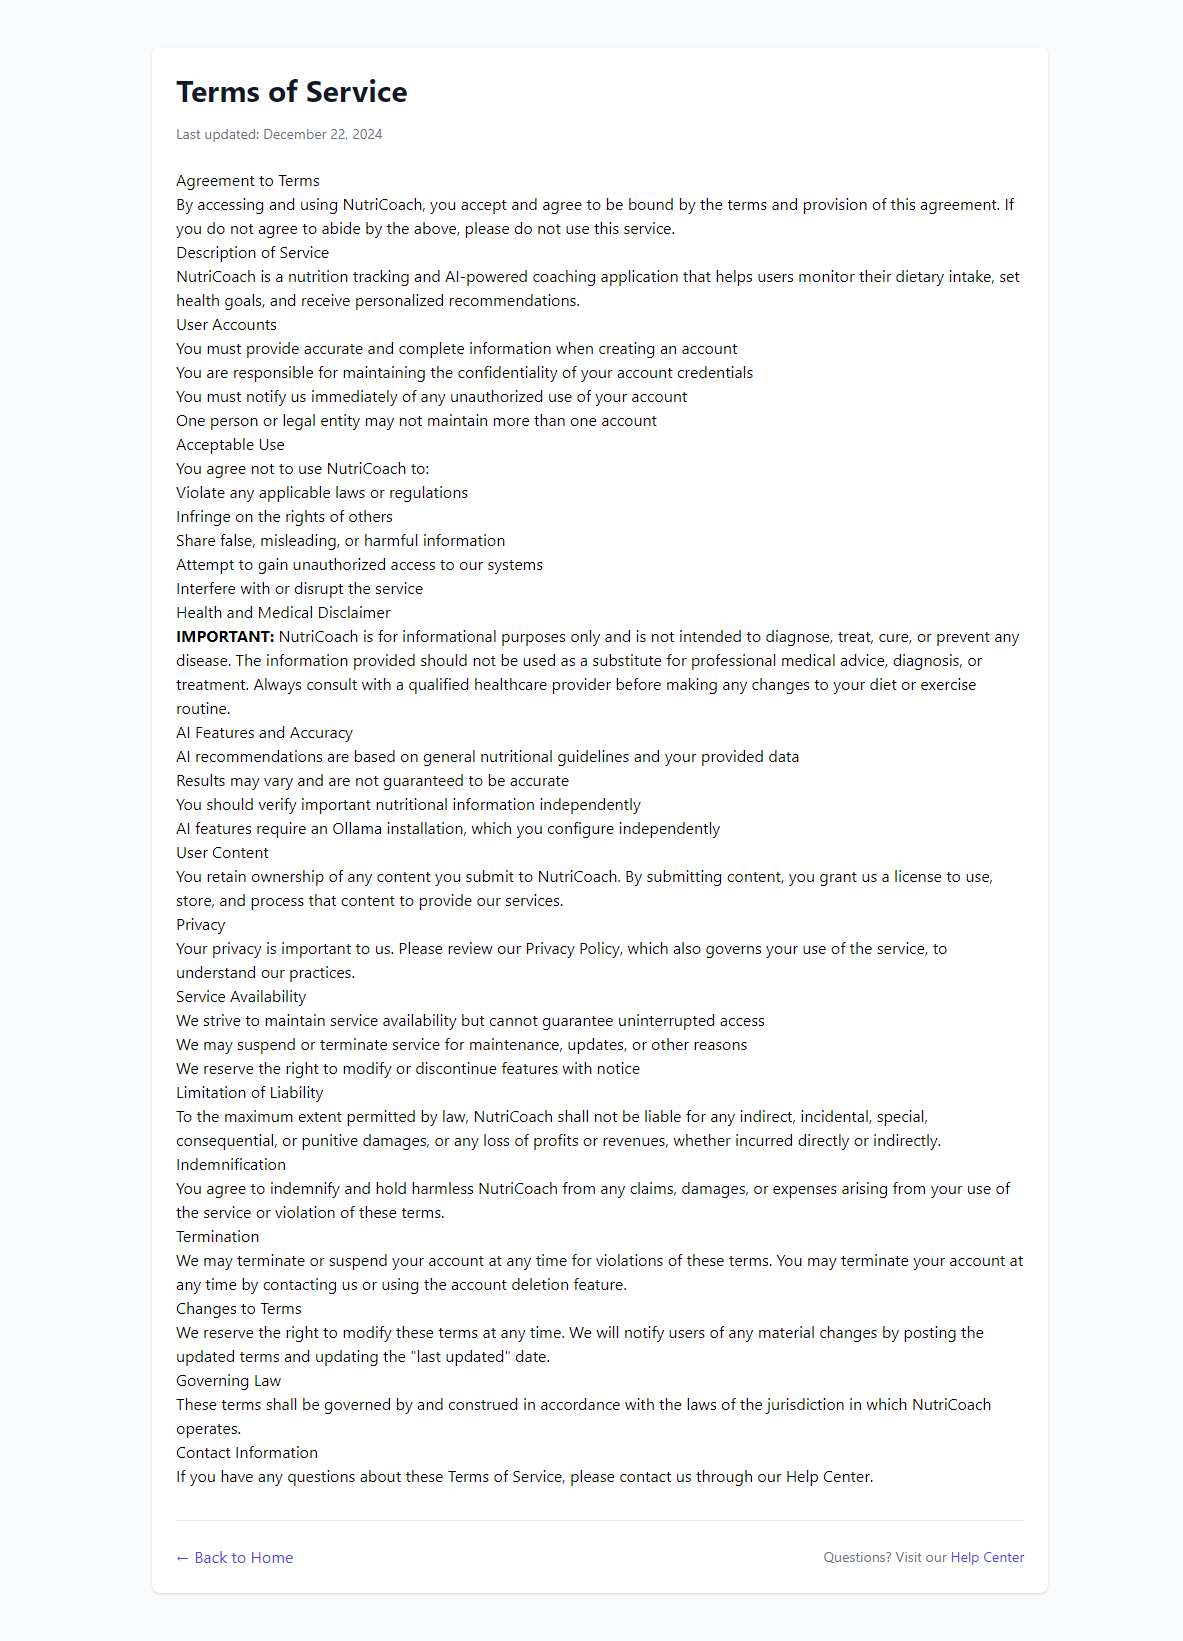 Terms of Service
Last updated: December 22, 2024
Agreement to Terms
By accessing and using NutriCoach, you accept and agree to be bound by the terms and provision of this agreement. If
you do not agree to abide by the above, please do not use this service.
Description of Service
NutriCoach is a nutrition tracking and AI-powered coaching application that helps users monitor their dietary intake, set
health goals, and receive personalized recommendations.
User Accounts
You must provide accurate and complete information when creating an account
You are responsible for maintaining the confidentiality of your account credentials
You must notify us immediately of any unauthorized use of your account
One person or legal entity may not maintain more than one account
Acceptable Use
You agree not to use NutriCoach to:
Violate any applicable laws or regulations
Infringe on the rights of others
Share false, misleading, or harmful information
Attempt to gain unauthorized access to our systems
Interfere with or disrupt the service
Health and Medical Disclaimer
IMPORTANT: NutriCoach is for informational purposes only and is not intended to diagnose, treat, cure, or prevent any
disease. The information provided should not be used as a substitute for professional medical advice, diagnosis, or
treatment. Always consult with a qualified healthcare provider before making any changes to your diet or exercise
routine.
AI Features and Accuracy
AI recommendations are based on general nutritional guidelines and your provided data
Results may vary and are not guaranteed to be accurate
You should verify important nutritional information independently
AI features require an Ollama installation, which you configure independently
User Content
You retain ownership of any content you submit to NutriCoach. By submitting content, you grant us a license to use,
store, and process that content to provide our services.
Privacy
Your privacy is important to us. Please review our Privacy Policy, which also governs your use of the service, to
understand our practices.
Service Availability
We strive to maintain service availability but cannot guarantee uninterrupted access
We may suspend or terminate service for maintenance, updates, or other reasons
We reserve the right to modify or discontinue features with notice
Limitation of Liability
To the maximum extent permitted by law, NutriCoach shall not be liable for any indirect, incidental, special,
consequential, or punitive damages, or any loss of profits or revenues, whether incurred directly or indirectly.
Indemnification
You agree to indemnify and hold harmless NutriCoach from any claims, damages, or expenses arising from your use of
the service or violation of these terms.
Termination
We may terminate or suspend your account at any time for violations of these terms. You may terminate your account at
any time by contacting us or using the account deletion feature.
Changes to Terms
We reserve the right to modify these terms at any time. We will notify users of any material changes by posting the
updated terms and updating the "last updated" date.
Governing Law
These terms shall be governed by and construed in accordance with the laws of the jurisdiction in which NutriCoach
operates.
Contact Information
If you have any questions about these Terms of Service, please contact us through our Help Center.
← Back to Home
Questions? Visit our Help Center